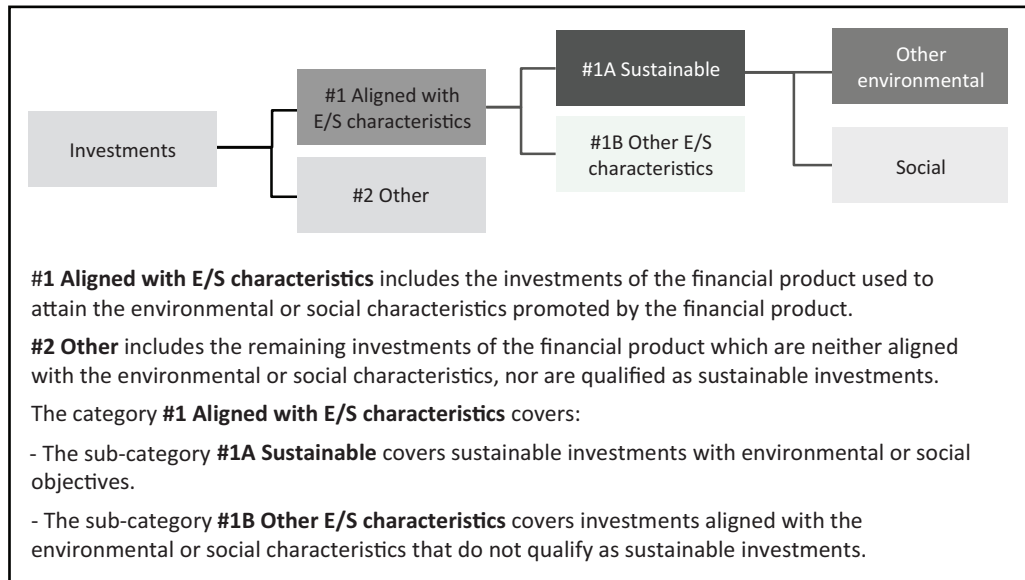 Investments
#1 Aligned with
E/S characteristics
#2 Other
#1A Sustainable
#1B Other E/S
characteristics
Other
environmental
Social
#1 Aligned with E/S characteristics includes the investments of the financial product used to
attain the environmental or social characteristics promoted by the financial product.
#2 Other includes the remaining investments of the financial product which are neither aligned
with the environmental or social characteristics, nor are qualified as sustainable investments.
The category #1 Aligned with E/S characteristics covers:
- The sub-category #1A Sustainable covers sustainable investments with environmental or social
objectives.
- The sub-category #1B Other E/S characteristics covers investments aligned with the
environmental or social characteristics that do not qualify as sustainable investments.